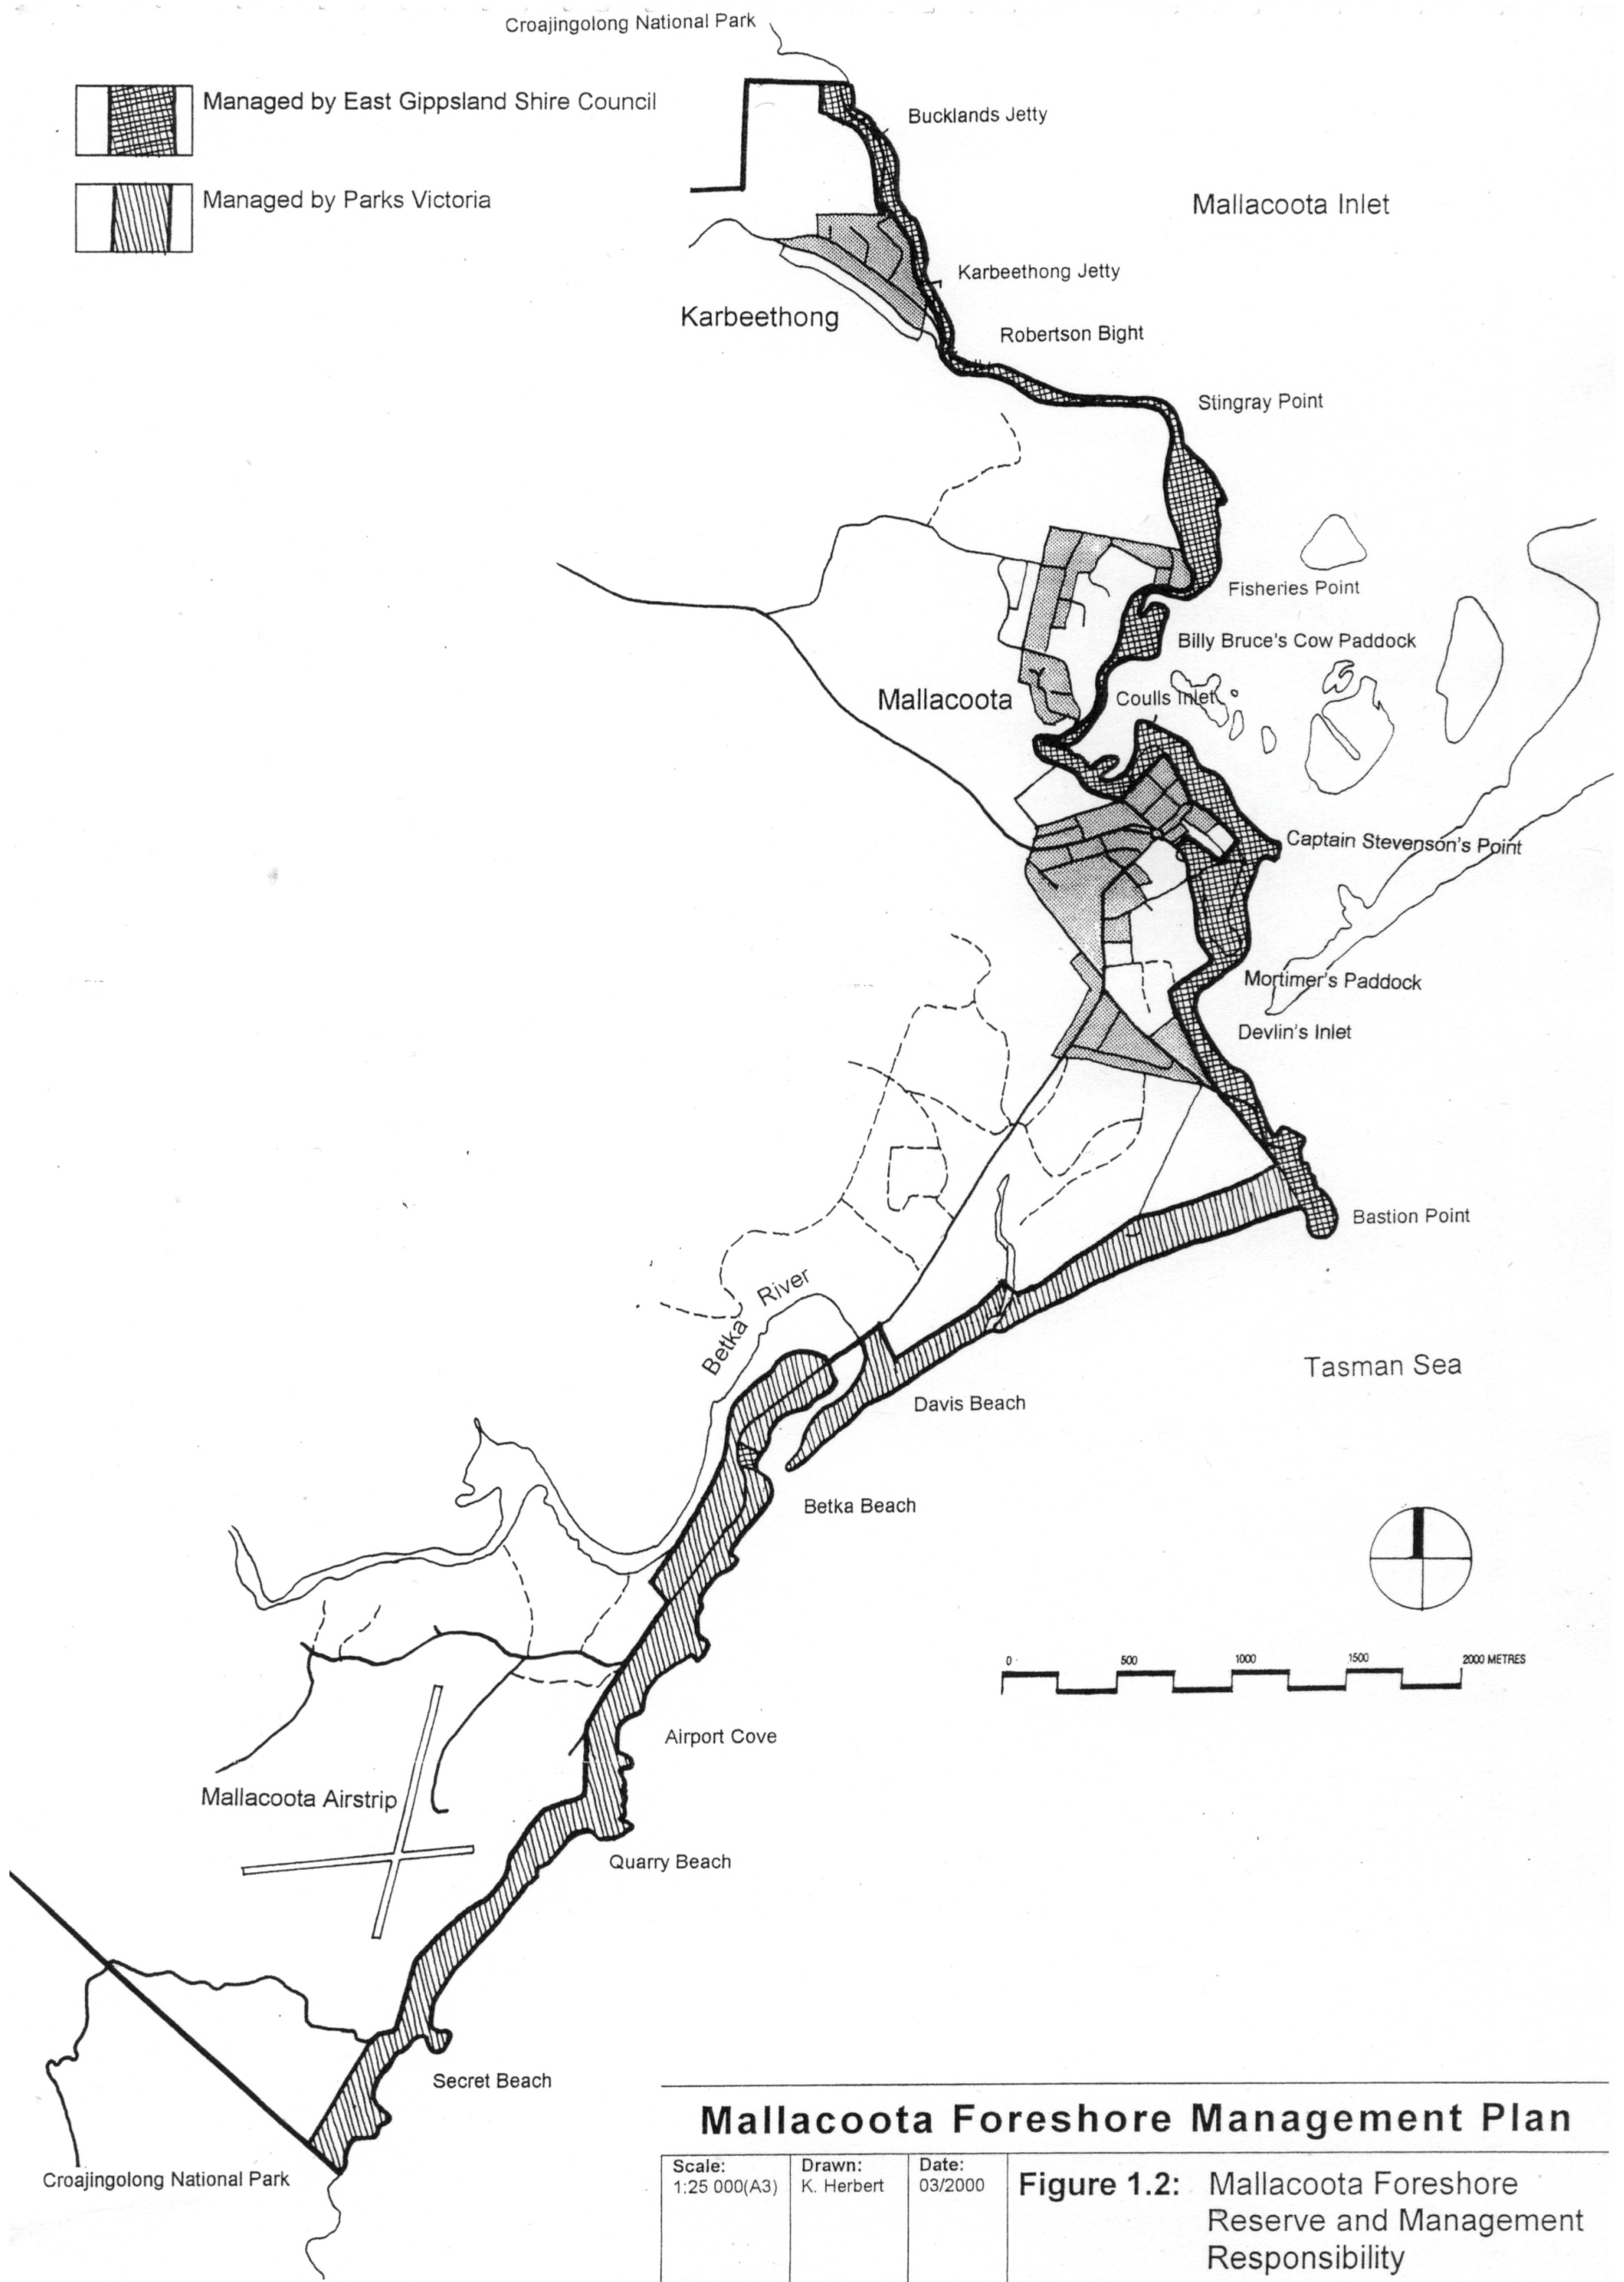 Croajingolong National Park
Managed by East Gippsland Shire Council
Bucklands Jetty
Managed by Parks Victoria
Mallacoota Inlet
Karbeethong Jetty
Karbeethong
Robertson Bight
Stingray Point
Fisheries Point
Billy Bruce's Cow Paddock
Mallacoota
Coulls Inlet
Captain Stevenson's Point
Mortimer's Paddock
Devlin's Inlet
Bastion Point
Betka River
Tasman Sea
Davis Beach
Betka Beach
0 500 1000 1500 2000 METRES
Airport Cove
Mallacoota Airstrip
Quarry Beach
Secret Beach
Croajingolong National Park
Mallacoota Foreshore Management Plan
Scale:
1:25 000(A3)
Drawn:
K. Herbert
Date:
03/2000
Figure 1.2: Mallacoota Foreshore
Reserve and Management
Responsibility